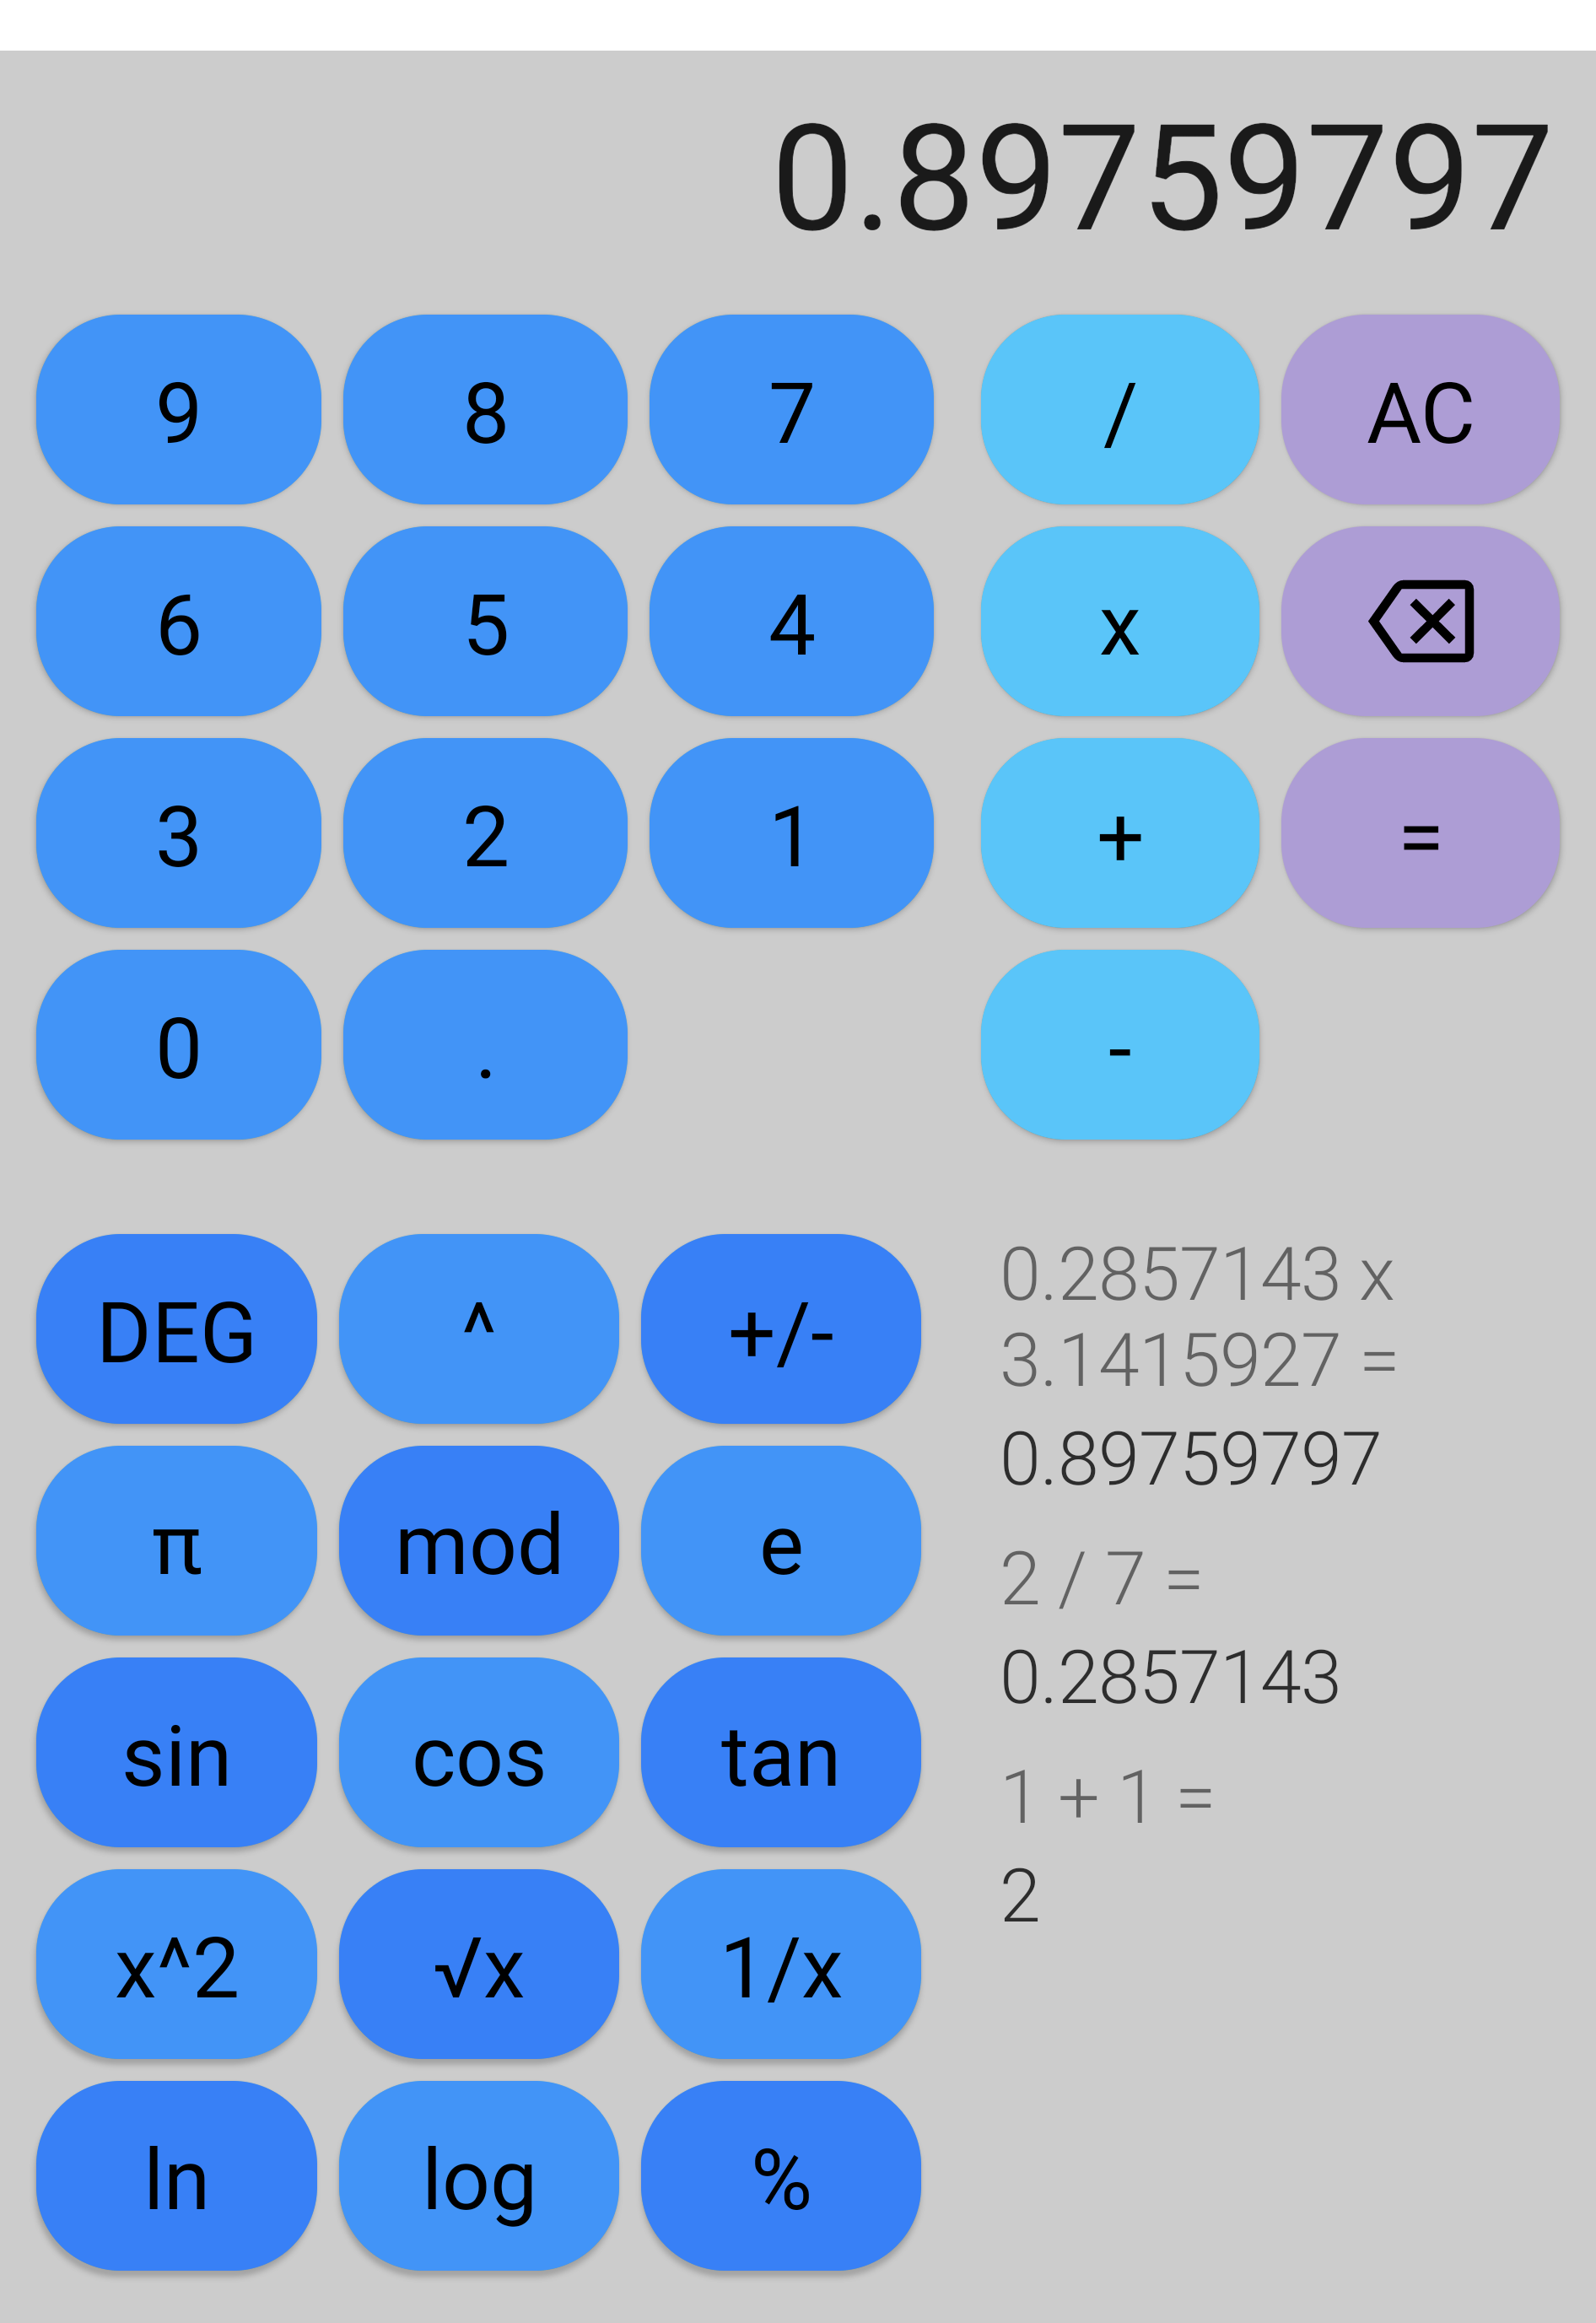 0.89759797
9 8 7 / AC
6 5 4 x
3 2 1 + =
0 . -
DEG ^ +/-
π mod e
sin cos tan
x^2 √x 1/x
ln log %
0.2857143 x
3.1415927 =
0.89759797
2 / 7 =
0.2857143
1 + 1 =
2